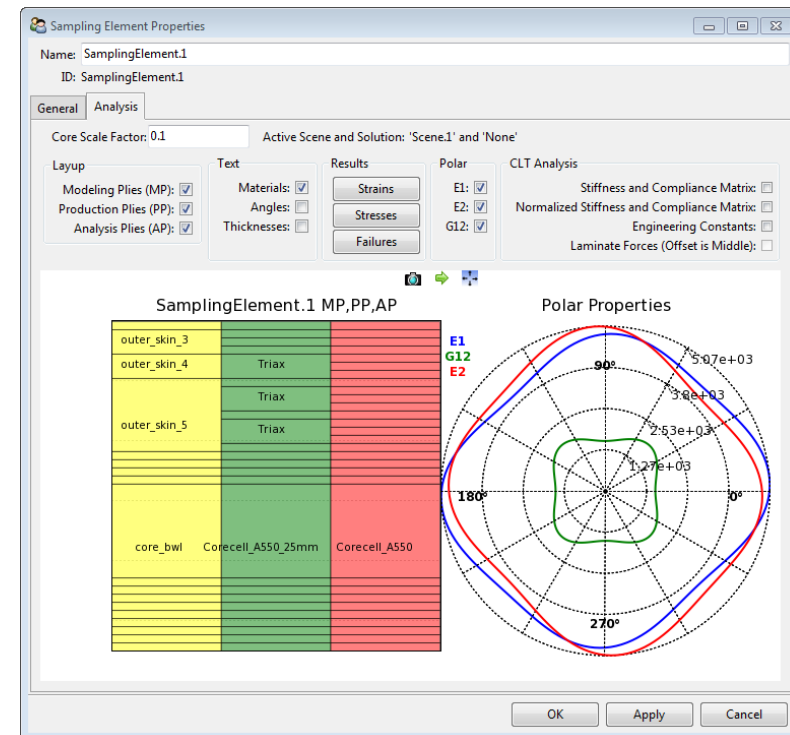 Sampling Element Properties
Name: SamplingElement.1
ID: SamplingElement.1
General Analysis
Core Scale Factor: 0.1 Active Scene and Solution: 'Scene.1' and 'None'
Layup Text Results Polar CLT Analysis
Modeling Plies (MP): Materials: Strains E1: Stiffness and Compliance Matrix:
Production Plies (PP): Angles: Stresses E2: Normalized Stiffness and Compliance Matrix:
Analysis Plies (AP): Thicknesses: Failures G12: Engineering Constants:
Laminate Forces (Offset is Middle):
SamplingElement.1 MP,PP,AP Polar Properties
outer_skin_3 E1
outer_skin_4 Triax G12
E2
Triax
outer_skin_5 Triax
core_bwl Corecell_A550_25mm Corecell_A550
90°
5.07e+03
3.8e+03
2.53e+03
1.27e+03
180° 0°
270°
OK Apply Cancel